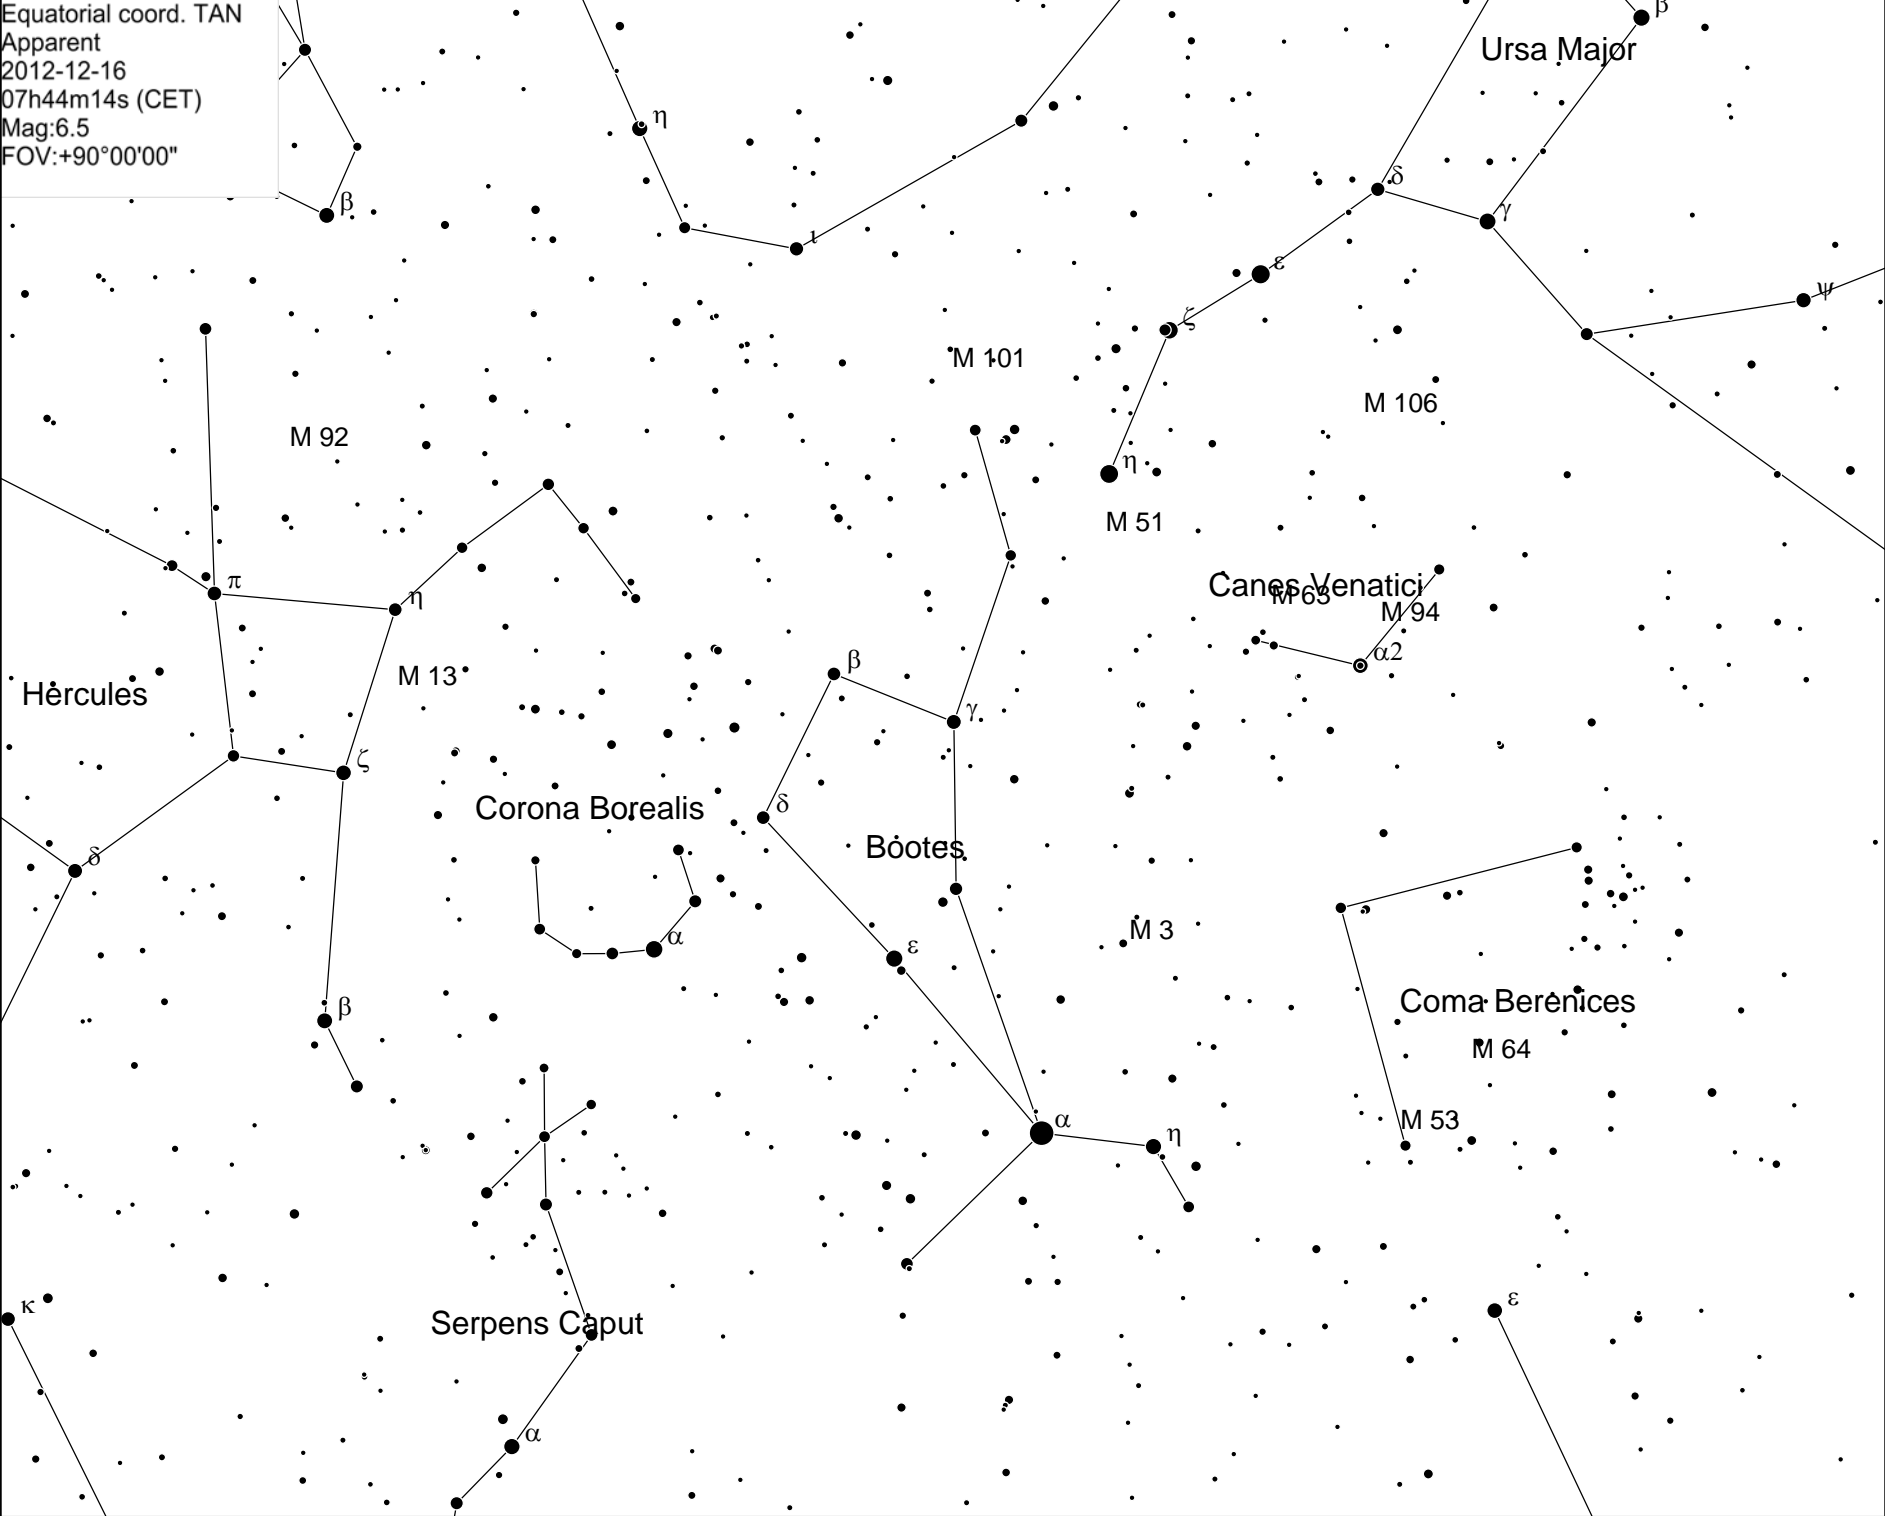 Equatorial coord. TAN
Apparent
2012-12-16
07h44m14s (CET)
Mag:6.5
FOV:+90°00'00"
β
Ursa Major
η
δ
β
γ
ι
ε
ψ
ζ
M 101
M 106
M 92
η
M 51
π
Canes Venatici
M 63
η
M 94
α2
β
M 13
Hercules
γ
ζ
δ
Corona Borealis
Bootes
δ
M 3
α
ε
Coma Berenices
β
M 64
M 53
α
η
κ
ε
Serpens Caput
α